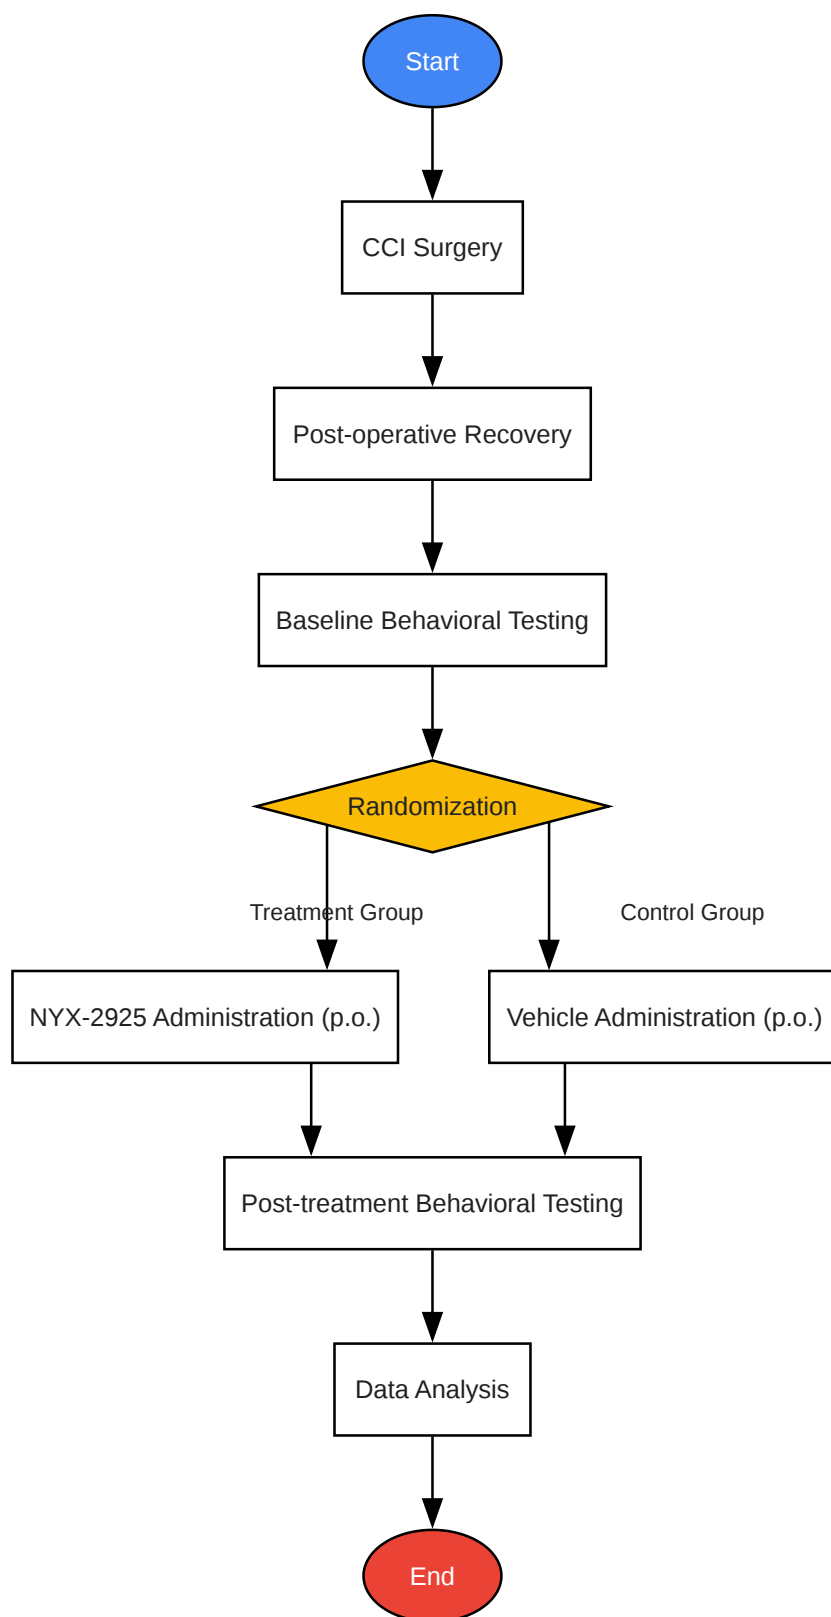 Start
CCI Surgery
Post-operative Recovery
Baseline Behavioral Testing
Randomization
Treatment Group
Control Group
NYX-2925 Administration (p.o.)
Vehicle Administration (p.o.)
Post-treatment Behavioral Testing
Data Analysis
End